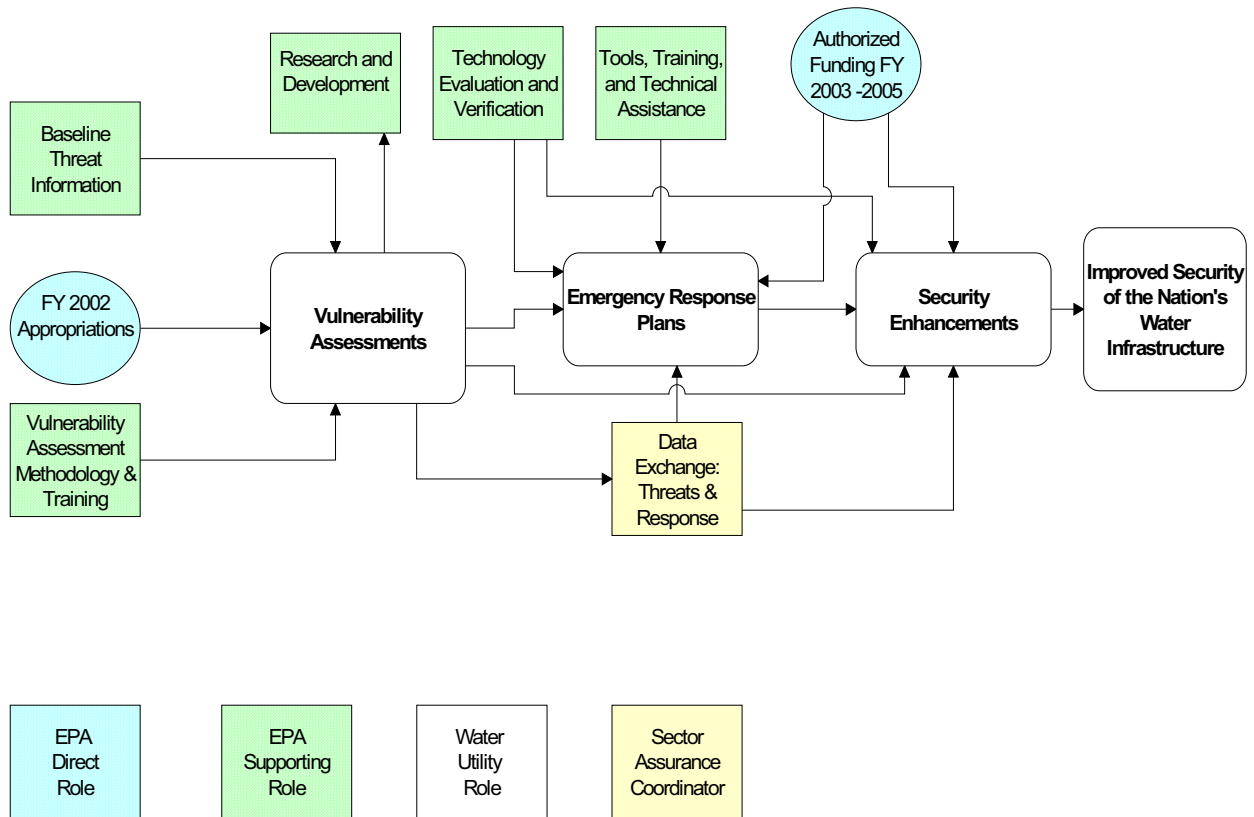 Research and
Development
Technology
Evaluation and
Verification
Tools, Training,
and Technical
Assistance
Authorized
Funding FY
2003 -2005
Baseline
Threat
Information
FY 2002
Appropriations
Vulnerability
Assessments
Emergency Response
Plans
Security
Enhancements
Improved Security
of the Nation's
Water
Infrastructure
Vulnerability
Assessment
Methodology &
Training
Data
Exchange:
Threats &
Response
EPA
Direct
Role
EPA
Supporting
Role
Water
Utility
Role
Sector
Assurance
Coordinator